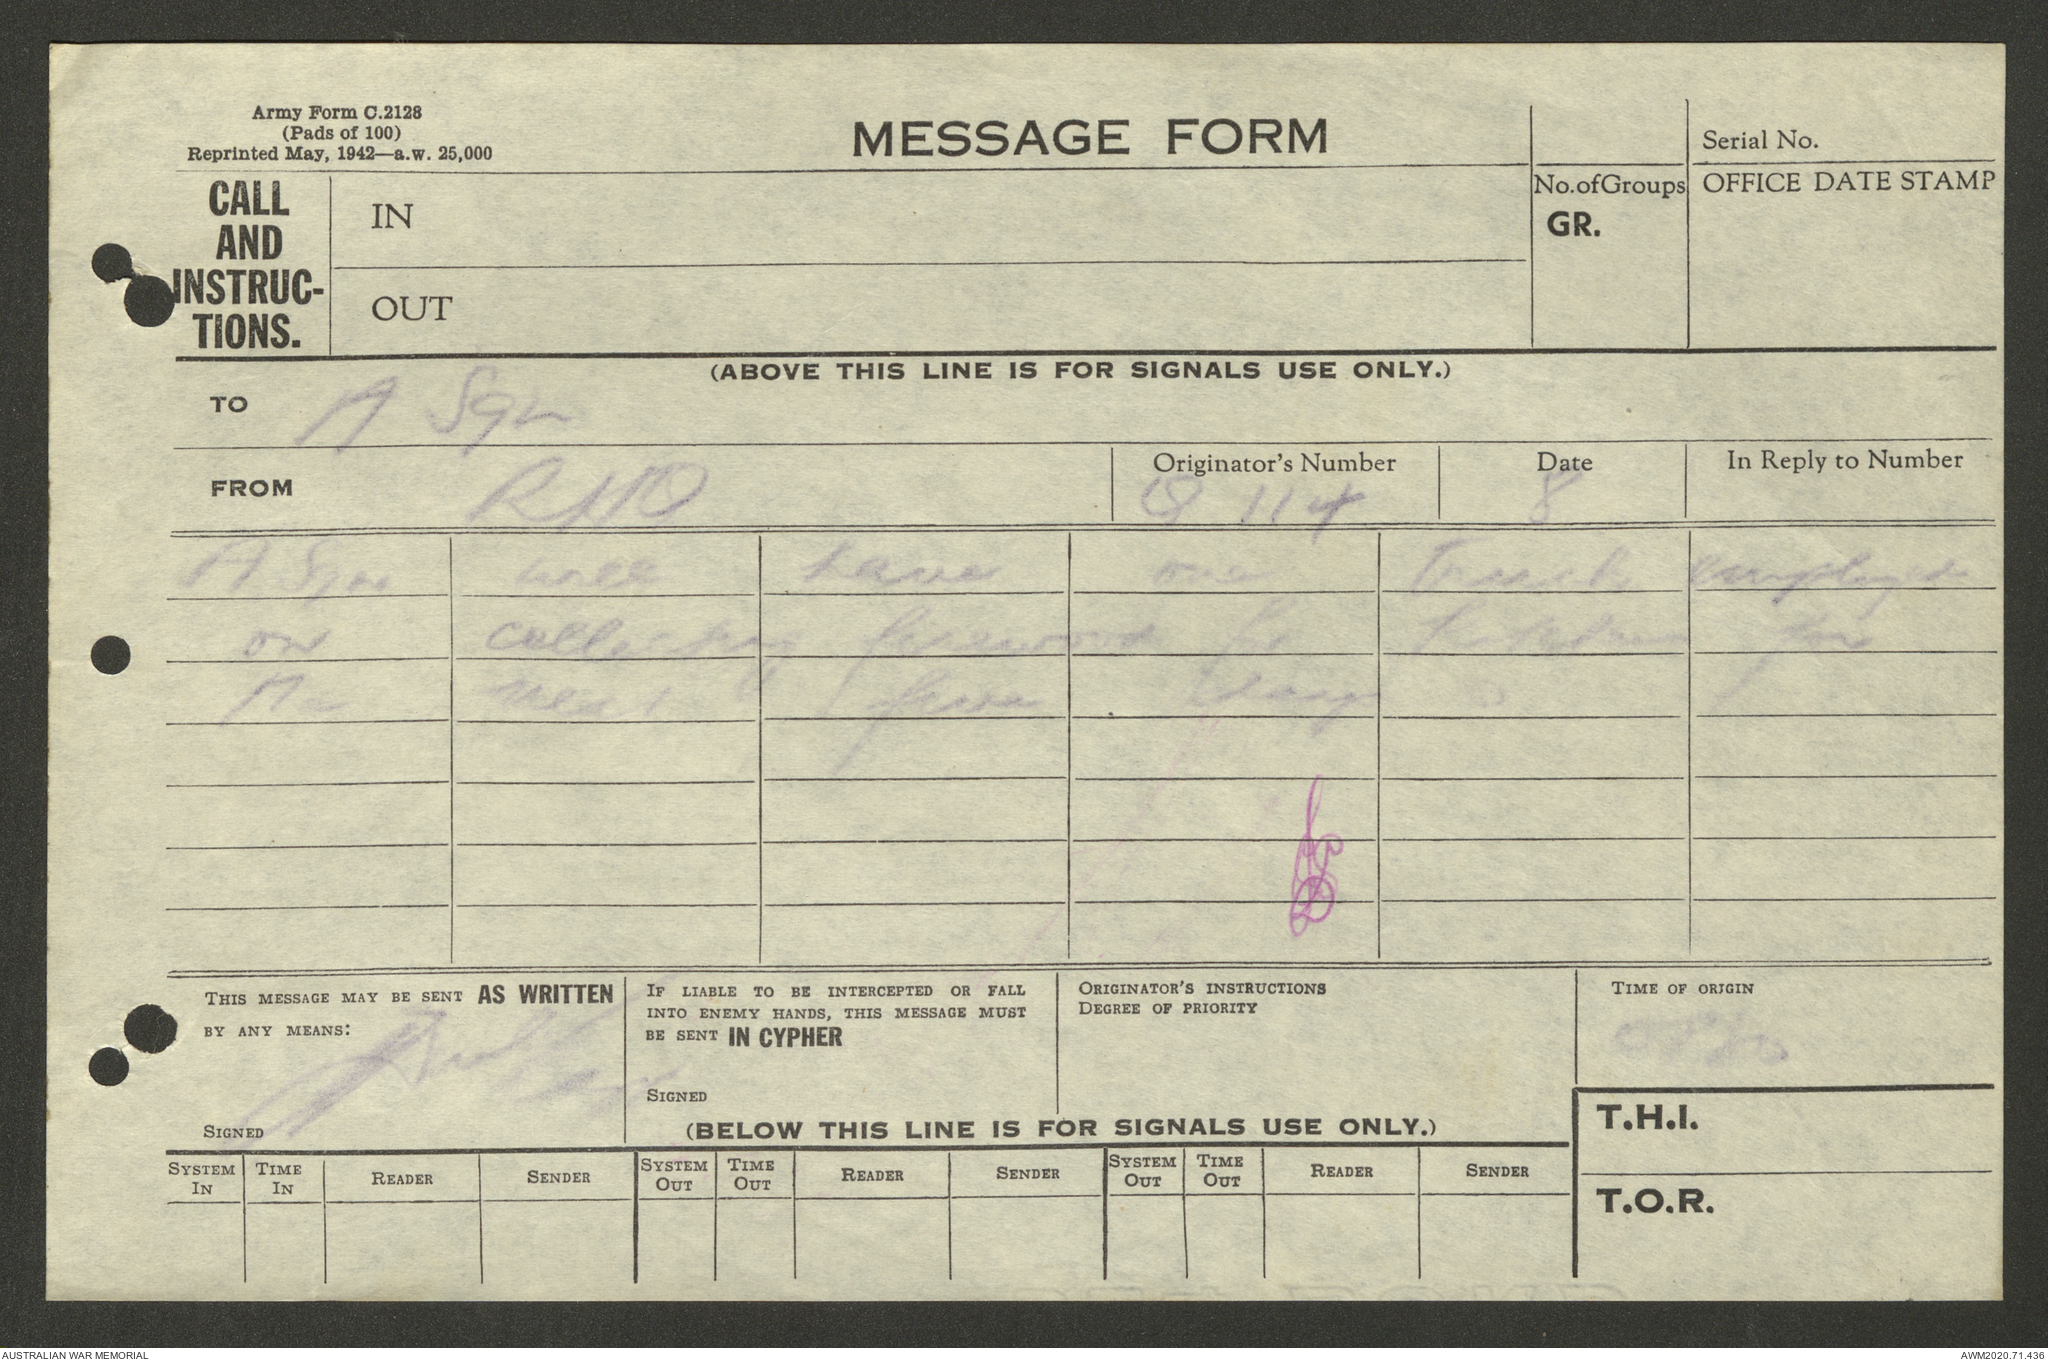 Army Form C.2128
(Pads of 100)
Reprinted May, 1942—a.w. 25,000
MESSAGE FORM
Serial No.
CALL
AND
INSTRUC-
TIONS.
IN
OUT
No.ofGroups
GR.
OFFICE DATE STAMP
(ABOVE THIS LINE IS FOR SIGNALS USE ONLY.)
TO A Sqn
FROM RHQ
Originator's Number
Q 114
Date
8
In Reply to Number
A Sqn will have one truck employed
on collecting firewood for kitchen for
the next five days
THIS MESSAGE MAY BE SENT AS WRITTEN
BY ANY MEANS:
SIGNED
IF LIABLE TO BE INTERCEPTED OR FALL
INTO ENEMY HANDS, THIS MESSAGE MUST
BE SENT IN CYPHER
SIGNED
ORIGINATOR'S INSTRUCTIONS
DEGREE OF PRIORITY
TIME OF ORIGIN
(BELOW THIS LINE IS FOR SIGNALS USE ONLY.)
T.H.I.
T.O.R.
SYSTEM IN TIME IN READER SENDER SYSTEM OUT TIME OUT READER SENDER SYSTEM OUT TIME OUT READER SENDER
AUSTRALIAN WAR MEMORIAL
AWM2020.71.436